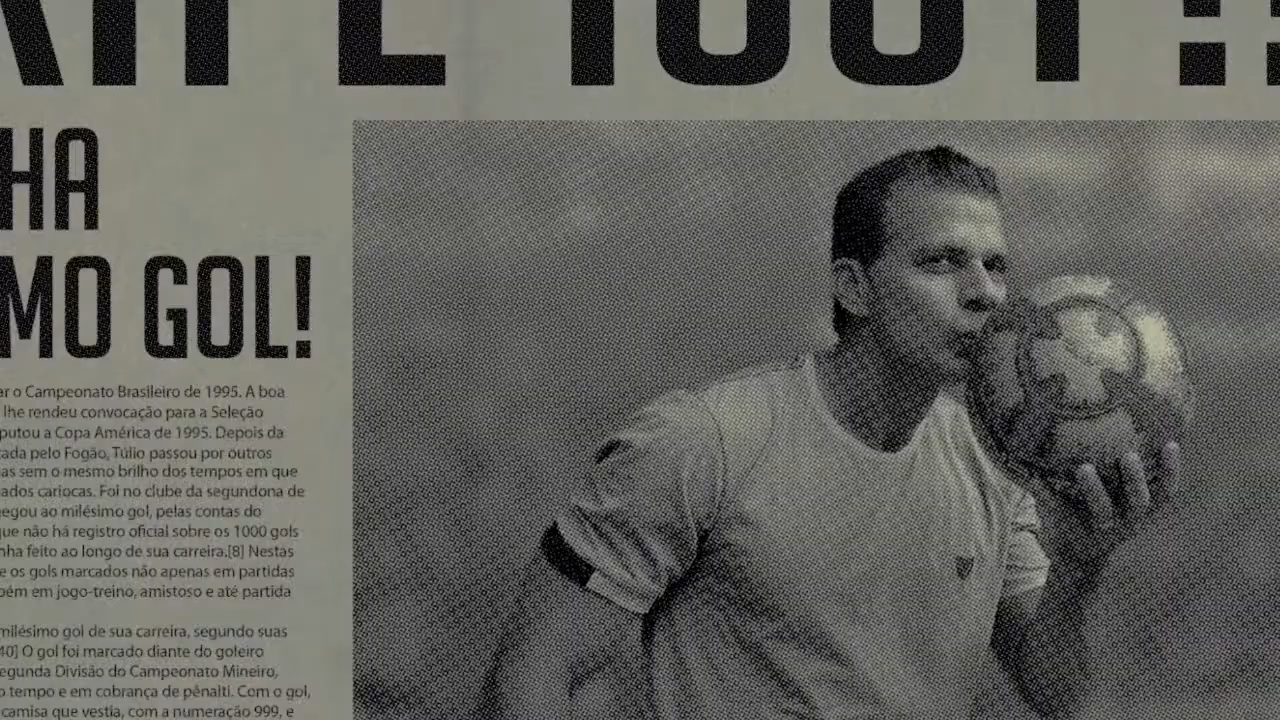 HA
MO GOL!
ar o Campeonato Brasileiro de 1995. A boa
lhe rendeu convocação para a Seleção
putou a Copa América de 1995. Depois da
ada pelo Fogão, Túlio passou por outros
as sem o mesmo brilho dos tempos em que
ados cariocas. Foi no clube da segundona de
egou ao milésimo gol, pelas contas do
que não há registro oficial sobre os 1000 gols
nha feito ao longo de sua carreira.[8] Nestas
e os gols marcados não apenas em partidas
bém em jogo-treino, amistoso e até partida
milésimo gol de sua carreira, segundo suas
40] O gol foi marcado diante do goleiro
egunda Divisão do Campeonato Mineiro,
o tempo e em cobrança de pênalti. Com o gol,
camisa que vestia, com a numeração 999, e